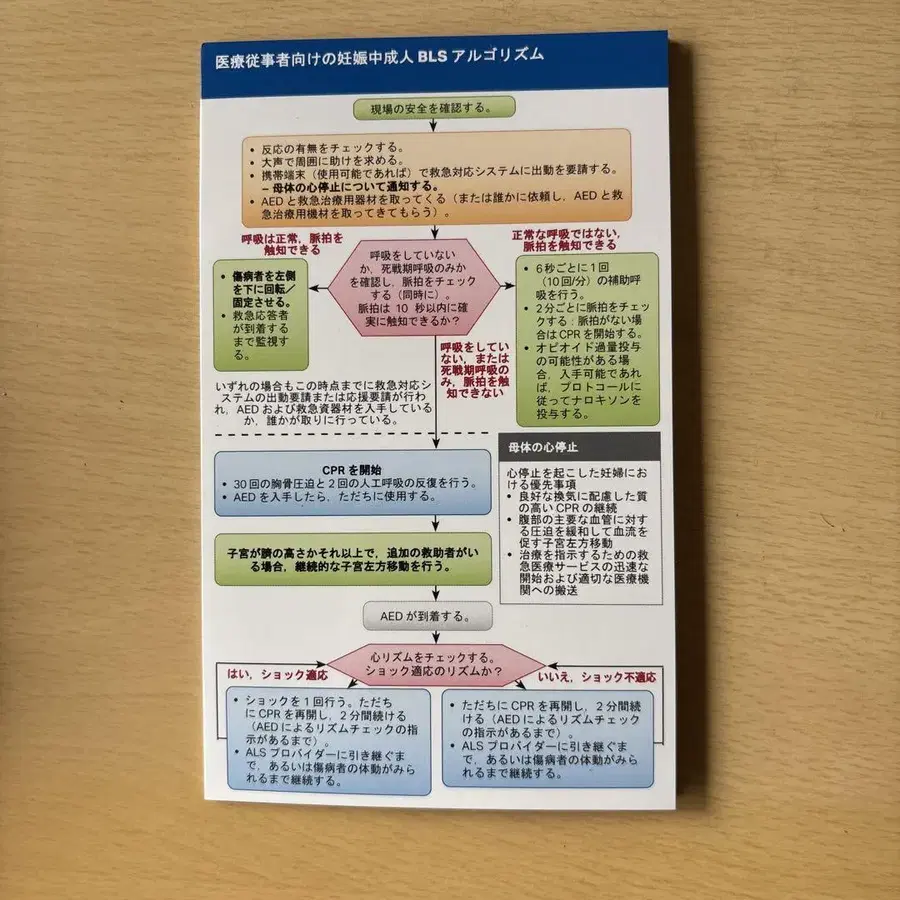 医療従事者向けの妊娠中成人 BLS アルゴリズム
現場の安全を確認する。
• 反応の有無をチェックする。
• 大声で周囲に助けを求める。
• 携帯端末（使用可能であれば）で救急対応システムに出動を要請する。
– 母体の心停止について通知する。
• AED と救急治療用器材を取ってくる（または誰かに依頼し，AED と救
急治療用機材を取ってきてもらう）。
呼吸は正常，脈拍を
触知できる
正常な呼吸ではない，
脈拍を触知できる
呼吸をしていない
か，死戦期呼吸のみか
を確認し，脈拍をチェック
する（同時に）。
脈拍は 10 秒以内に確
実に触知できるか？
• 傷病者を左側
を下に回転／
固定させる。
• 救急応答者
が到着するま
で監視す
る。
• 6秒ごとに1回
（10回/分）の補助呼
吸を行う。
• 2分ごとに脈拍をチェッ
クする；脈拍がない場
合はCPRを開始する。
• オピオイド過量投与
の可能性がある場
合，入手可能であれ
ば，プロトコールに
従ってナロキソンを
投与する。
呼吸をしてい
ない，または
死戦期呼吸の
み，脈拍を触
知できない
いずれの場合もこの時点までに救急対応シ
ステムの出動要請または応援要請が行わ
れ，AED および救急資器材を入手している
か，誰かが取りに行っている。
CPR を開始
• 30 回の胸骨圧迫と 2 回の人工呼吸の反復を行う。
• AED を入手したら，ただちに使用する。
母体の心停止
心停止を起こした妊婦にお
ける優先事項
• 良好な換気に配慮した質
の高い CPR の継続
• 腹部の主要な血管に対す
る圧迫を緩和して血流を
促す子宮左方移動
• 治療を指示するための救
急医療サービスの迅速な
開始および適切な医療機
関への搬送
子宮が臍の高さかそれ以上で，追加の救助者がい
る場合，継続的な子宮左方移動を行う。
AED が到着する。
心リズムをチェックする。
ショック適応のリズムか？
はい，ショック適応
いいえ，ショック不適応
• ショックを 1 回行う。ただち
に CPR を再開し，2 分間続ける
（AED によるリズムチェックの指
示があるまで）。
• ALS プロバイダーに引き継ぐま
で，あるいは傷病者の体動がみら
れるまで継続する。
• ただちに CPR を再開し，2 分間続
ける（AED によるリズムチェック
の指示があるまで）。
• ALS プロバイダーに引き継ぐま
で，あるいは傷病者の体動がみら
れるまで継続する。